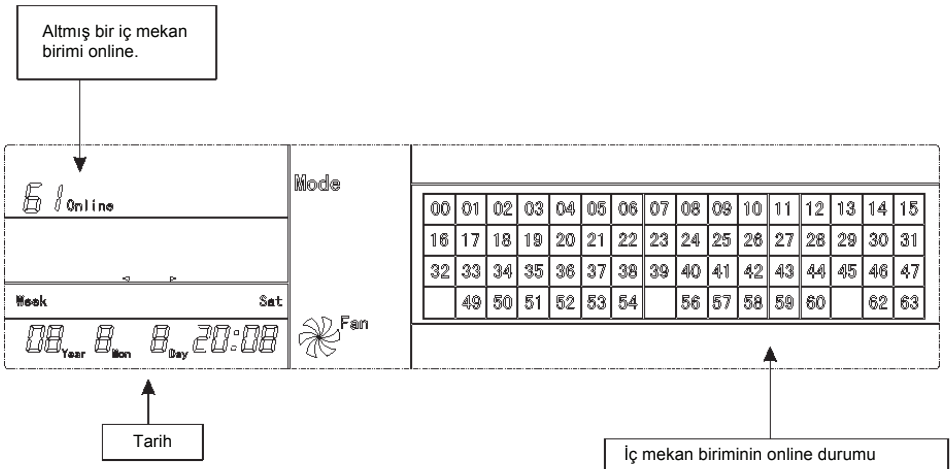 Altmış bir iç mekan
birimi online.
61 Online
Mode
Week Sat
08 Year 8 Mon 8 Day 20:08
Fan
00 01 02 03 04 05 06 07 08 09 10 11 12 13 14 15
16 17 18 19 20 21 22 23 24 25 26 27 28 29 30 31
32 33 34 35 36 37 38 39 40 41 42 43 44 45 46 47
49 50 51 52 53 54 56 57 58 59 60 62 63
Tarih
İç mekan biriminin online durumu